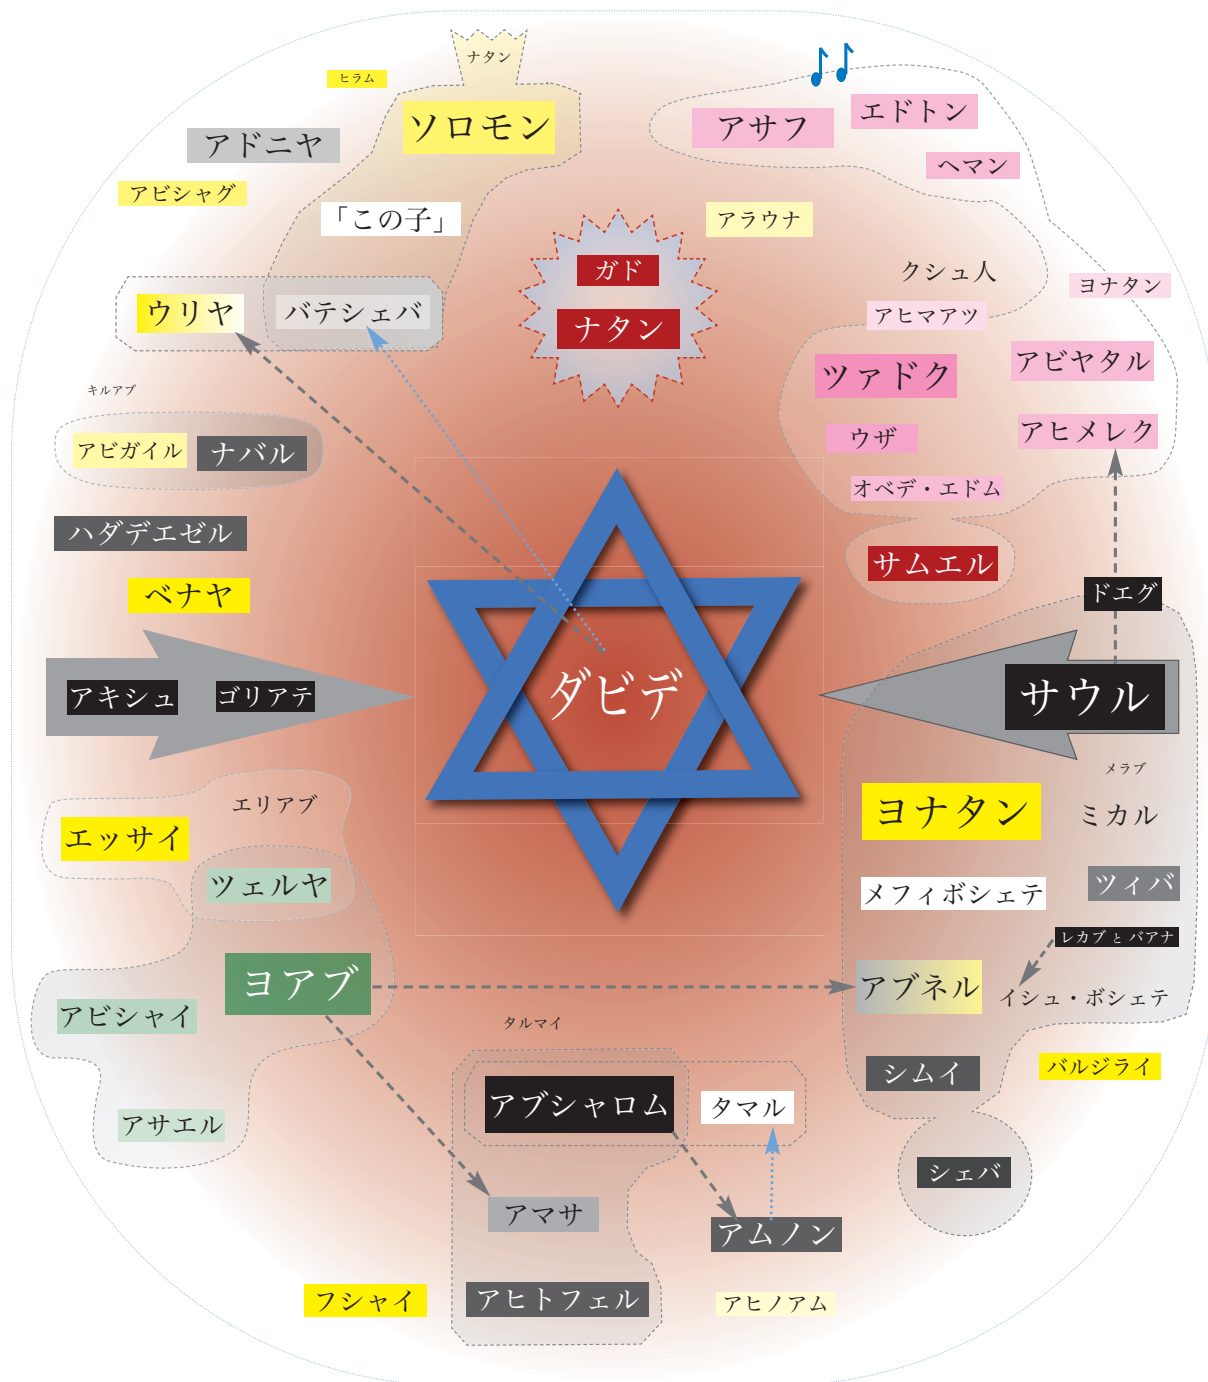 ナタン
ヒラム
ソロモン
アサフ
エドトン
アドニヤ
ヘマン
アビシャグ
「この子」
アラウナ
ガド
クシュ人
ヨナタン
ウリヤ
バテシェバ
ナタン
アヒマアツ
アビヤタル
ツァドク
キルアブ
アヒメレク
ウザ
アビガイル
ナバル
オベデ・エドム
ハダデエゼル
サムエル
ベナヤ
ドエグ
アキシュ
ゴリアテ
ダビデ
サウル
メラブ
エリアブ
ヨナタン
ミカル
エッサイ
ツェルヤ
メフィボシェテ
ツィバ
レカブ と バアナ
ヨアブ
アブネル
イシュ・ボシェテ
アビシャイ
タルマイ
シムイ
バルジライ
アブシャロム
タマル
アサエル
シェバ
アマサ
アムノン
フシャイ
アヒトフェル
アヒノアム